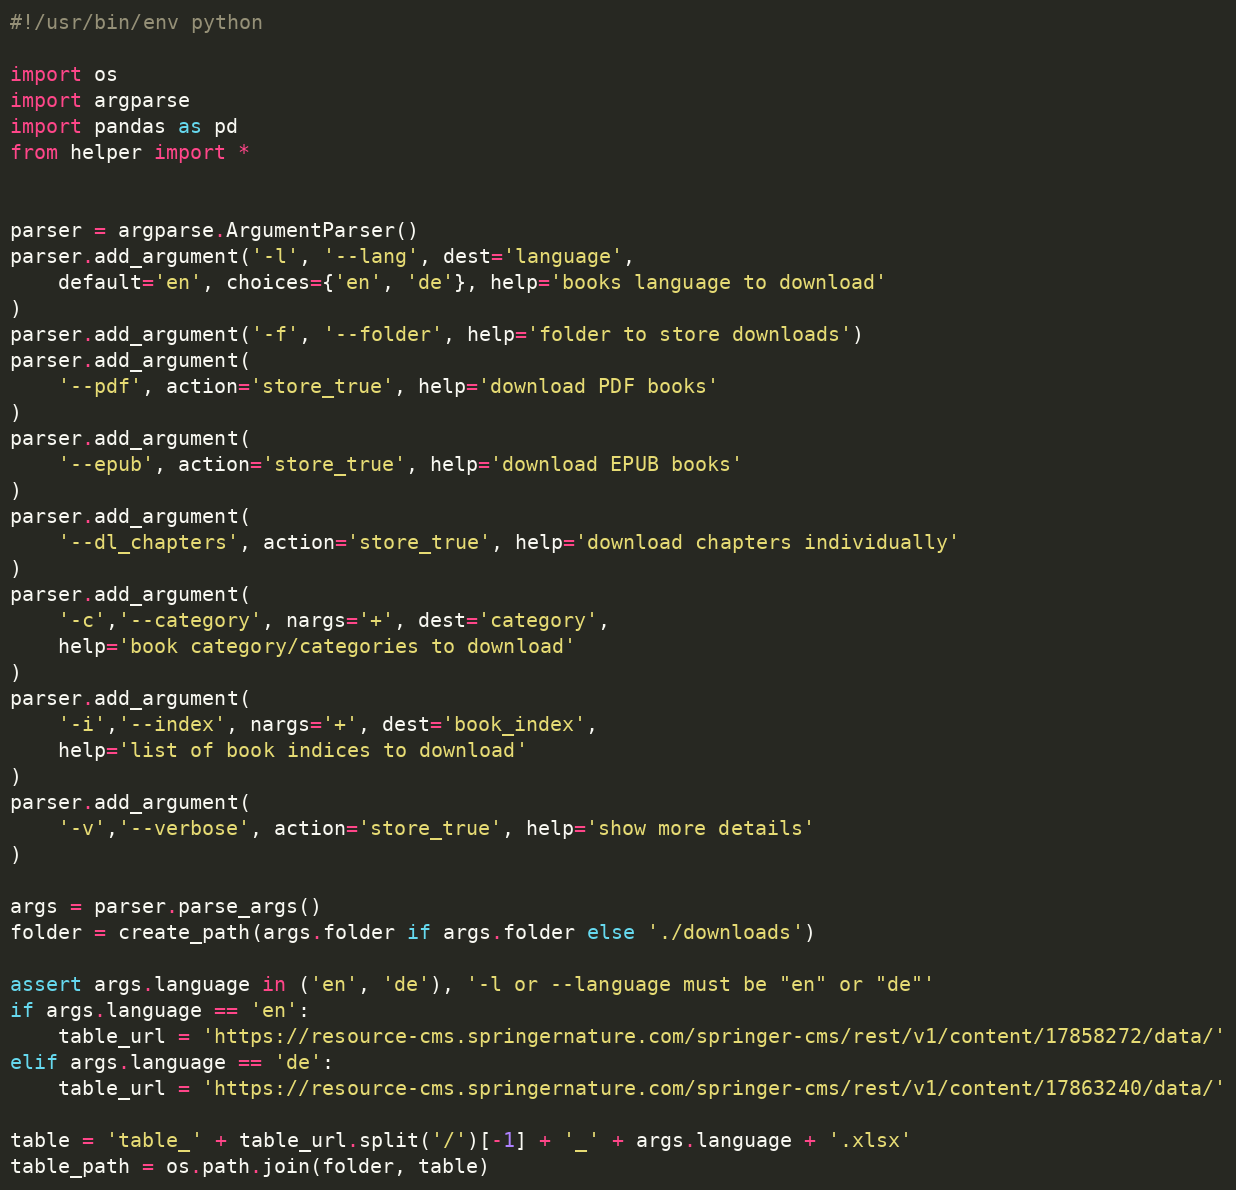 #!/usr/bin/env python

import os
import argparse
import pandas as pd
from helper import *


parser = argparse.ArgumentParser()
parser.add_argument('-l', '--lang', dest='language',
    default='en', choices={'en', 'de'}, help='books language to download'
)
parser.add_argument('-f', '--folder', help='folder to store downloads')
parser.add_argument(
    '--pdf', action='store_true', help='download PDF books'
)
parser.add_argument(
    '--epub', action='store_true', help='download EPUB books'
)
parser.add_argument(
    '--dl_chapters', action='store_true', help='download chapters individually'
)
parser.add_argument(
    '-c','--category', nargs='+', dest='category',
    help='book category/categories to download'
)
parser.add_argument(
    '-i','--index', nargs='+', dest='book_index',
    help='list of book indices to download'
)
parser.add_argument(
    '-v','--verbose', action='store_true', help='show more details'
)

args = parser.parse_args()
folder = create_path(args.folder if args.folder else './downloads')

assert args.language in ('en', 'de'), '-l or --language must be "en" or "de"'
if args.language == 'en':
    table_url = 'https://resource-cms.springernature.com/springer-cms/rest/v1/content/17858272/data/'
elif args.language == 'de':
    table_url = 'https://resource-cms.springernature.com/springer-cms/rest/v1/content/17863240/data/'

table = 'table_' + table_url.split('/')[-1] + '_' + args.language + '.xlsx'
table_path = os.path.join(folder, table)